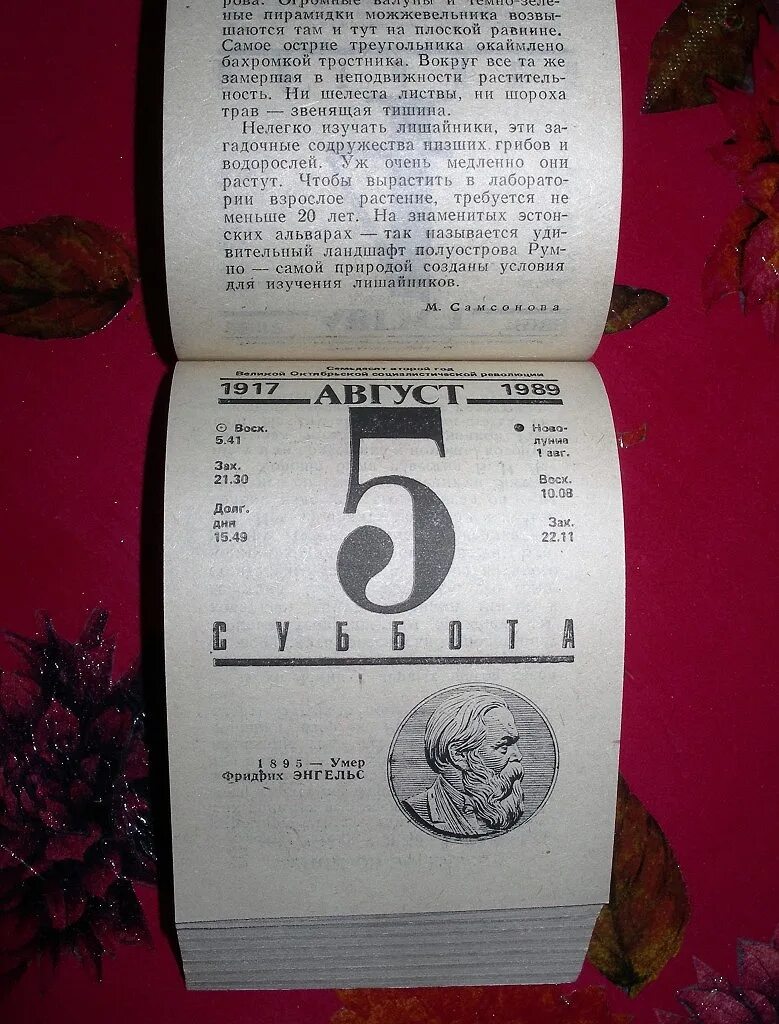 рова. Огромные валуны и темно-зеле-
ные пирамидки можжевельника возвы-
шаются там и тут на плоской равнине.
Самое острие треугольника окаймлено
бахромкой тростника. Вокруг все та же
замершая в неподвижности раститель-
ность. Ни шелеста листвы, ни шороха
трав — звенящая тишина.
Нелегко изучать лишайники, эти за-
гадочные содружества низших грибов и
водорослей. Уж очень медленно они
растут. Чтобы вырастить в лаборато-
рии взрослое растение, требуется не
меньше 20 лет. На знаменитых эстон-
ских альварах — так называется уди-
вительный ландшафт полуострова Рум-
по — самой природой созданы условия
для изучения лишайников.
М. Самсонова
Семьдесят второй год
Великой Октябрьской социалистической революции
1917 АВГУСТ 1989
Восх.
5.41
Зах.
21.30
Долг.
дня
15.49
5
Ново-
луние
1 авг.
Восх.
10.08
Зах.
22.11
СУББОТА
1895 — Умер
Фридрих ЭНГЕЛЬС